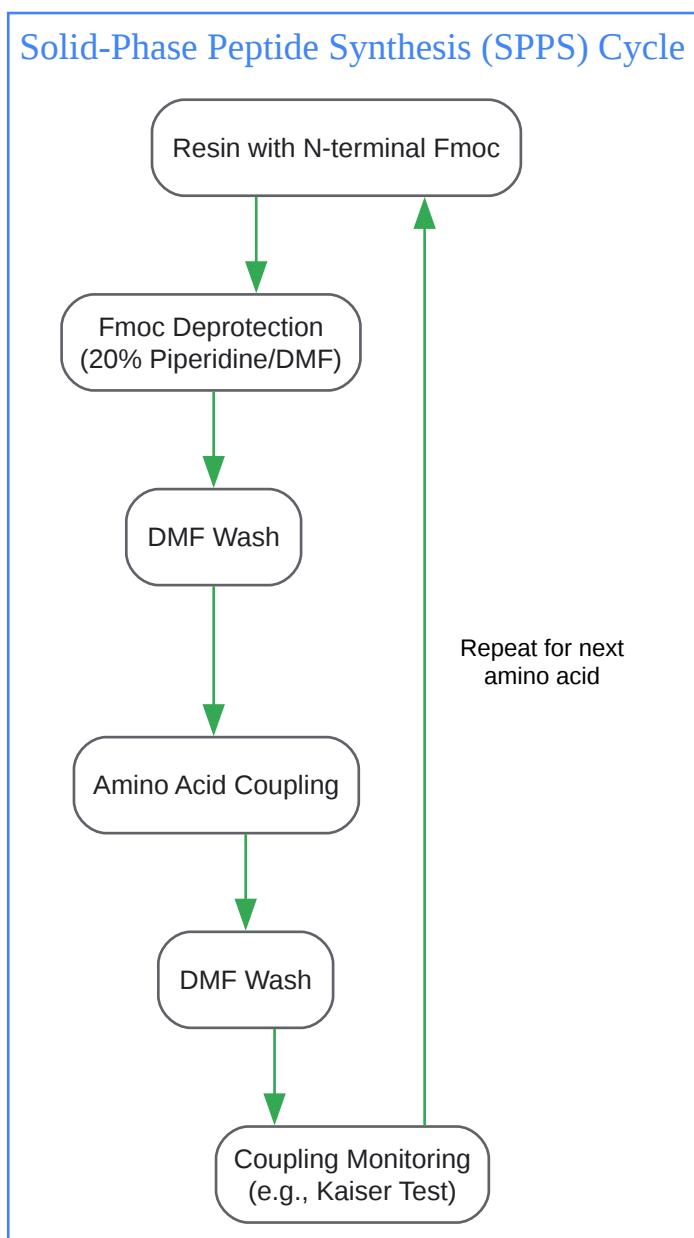 Solid-Phase Peptide Synthesis (SPPS) Cycle
Resin with N-terminal Fmoc
Fmoc Deprotection
(20% Piperidine/DMF)
DMF Wash
Repeat for next
amino acid
Amino Acid Coupling
DMF Wash
Coupling Monitoring
(e.g., Kaiser Test)